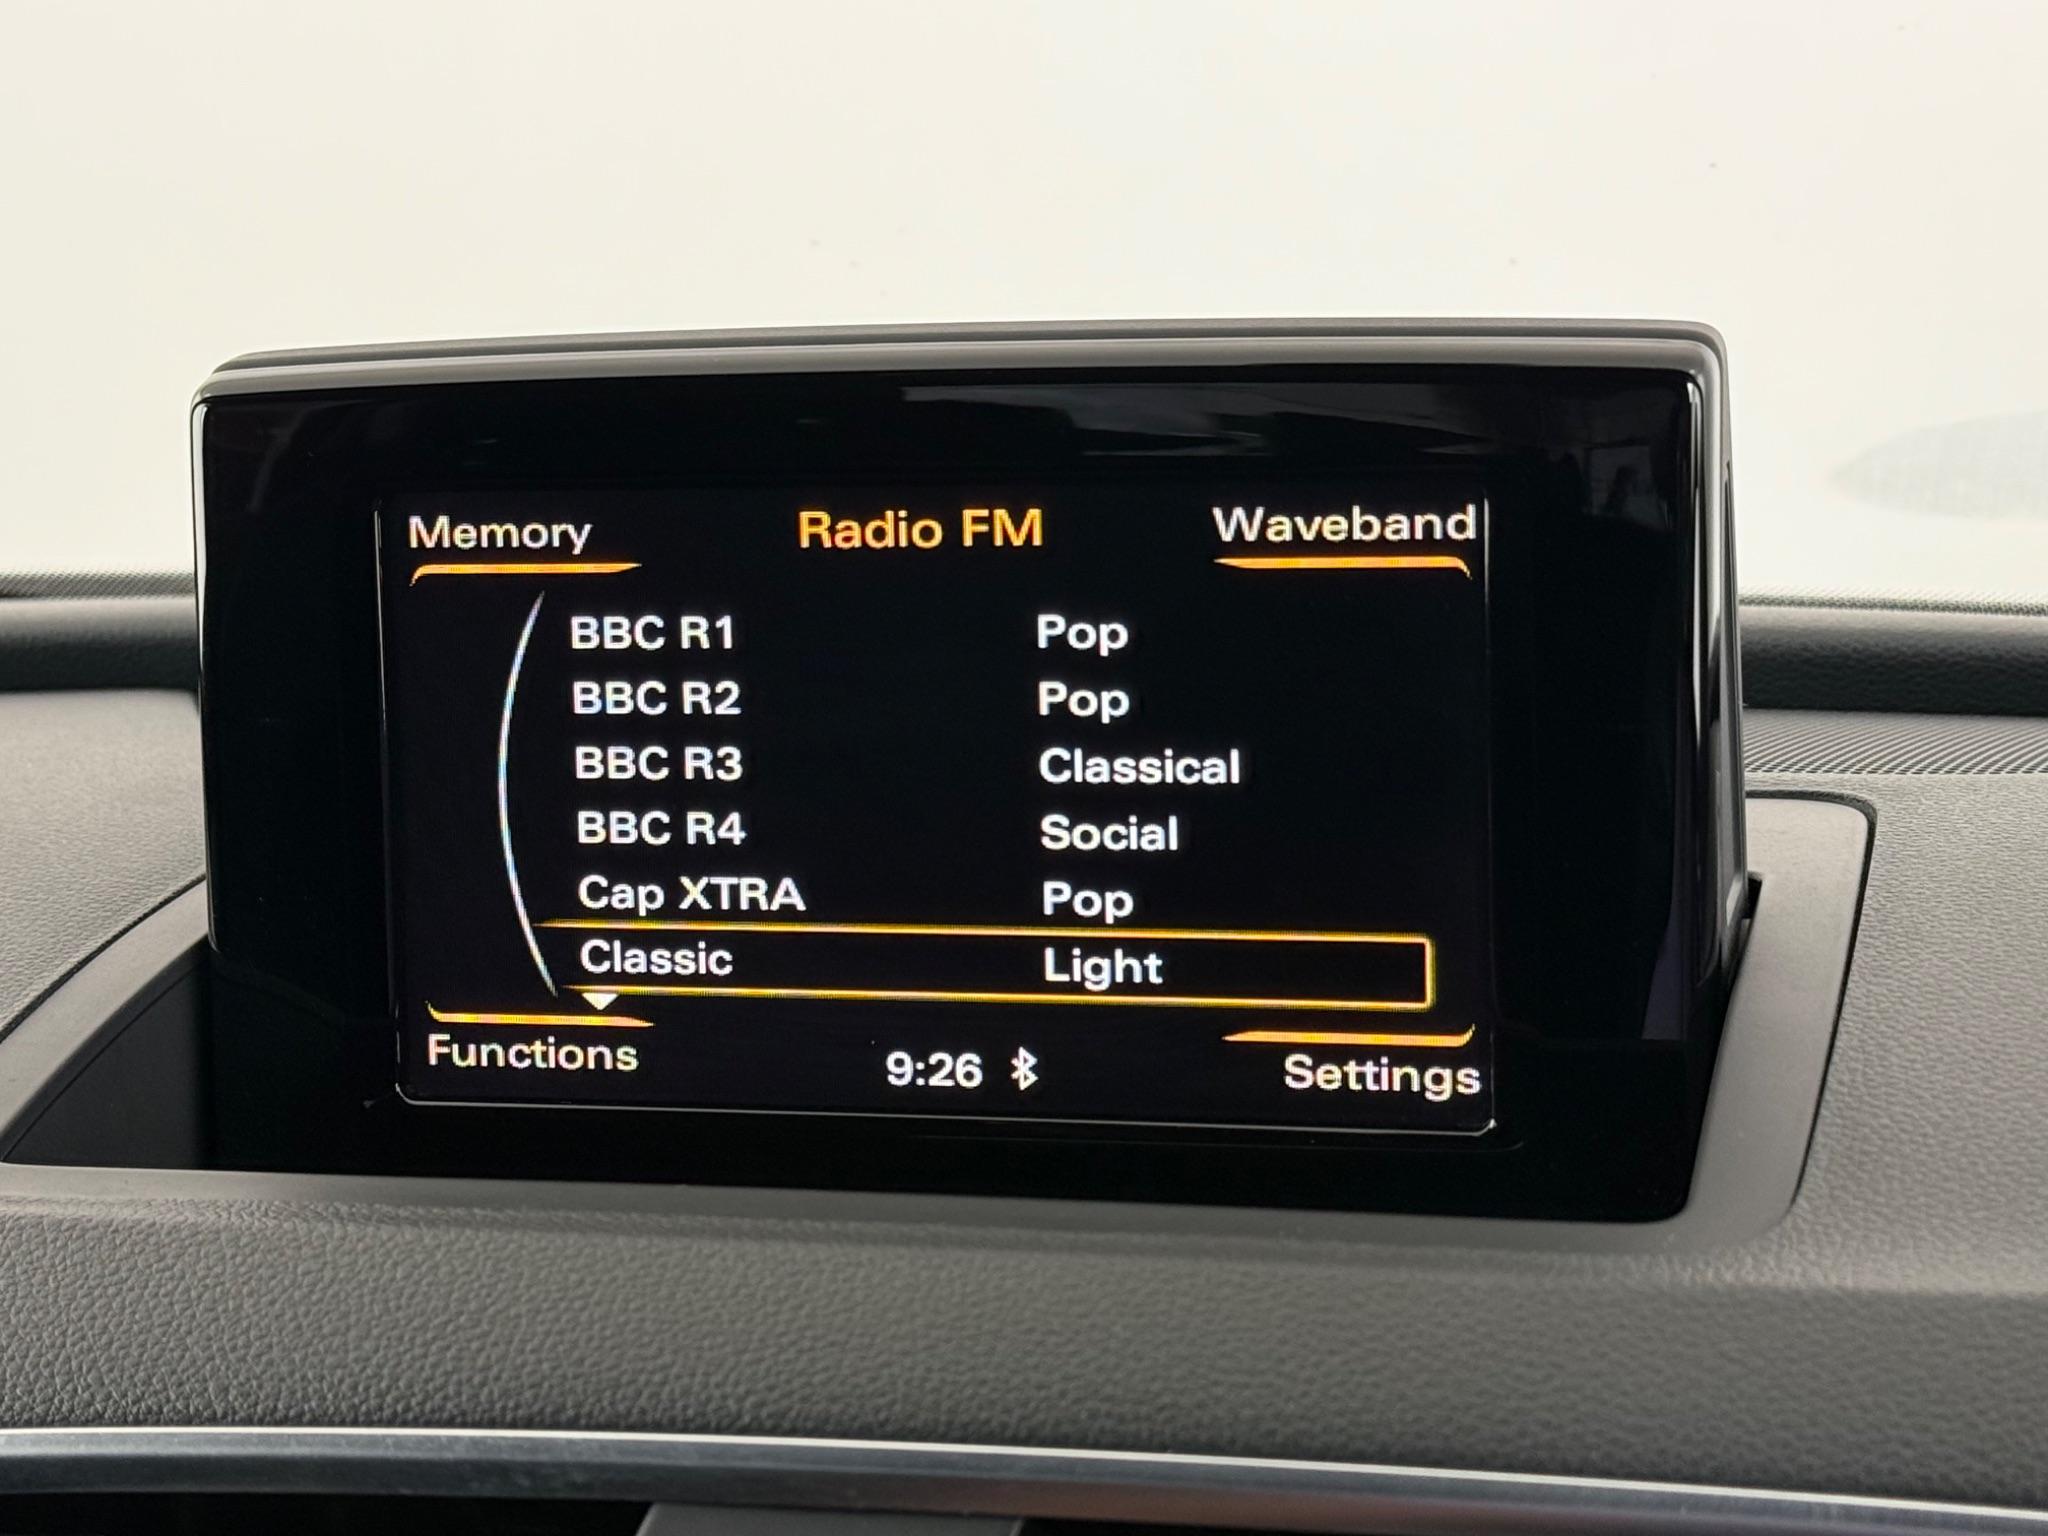 Memory Radio FM Waveband
BBC R1 Pop
BBC R2 Pop
BBC R3 Classical
BBC R4 Social
Cap XTRA Pop
Classic Light
Functions 9:26 Settings